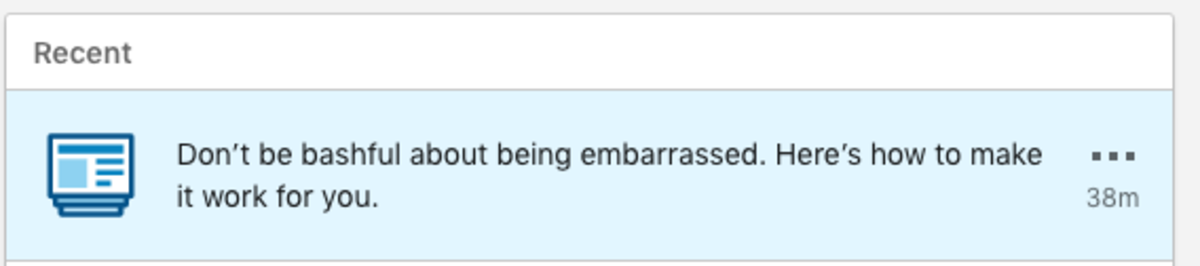 Recent
Don’t be bashful about being embarrassed. Here’s how to make
it work for you.
38m